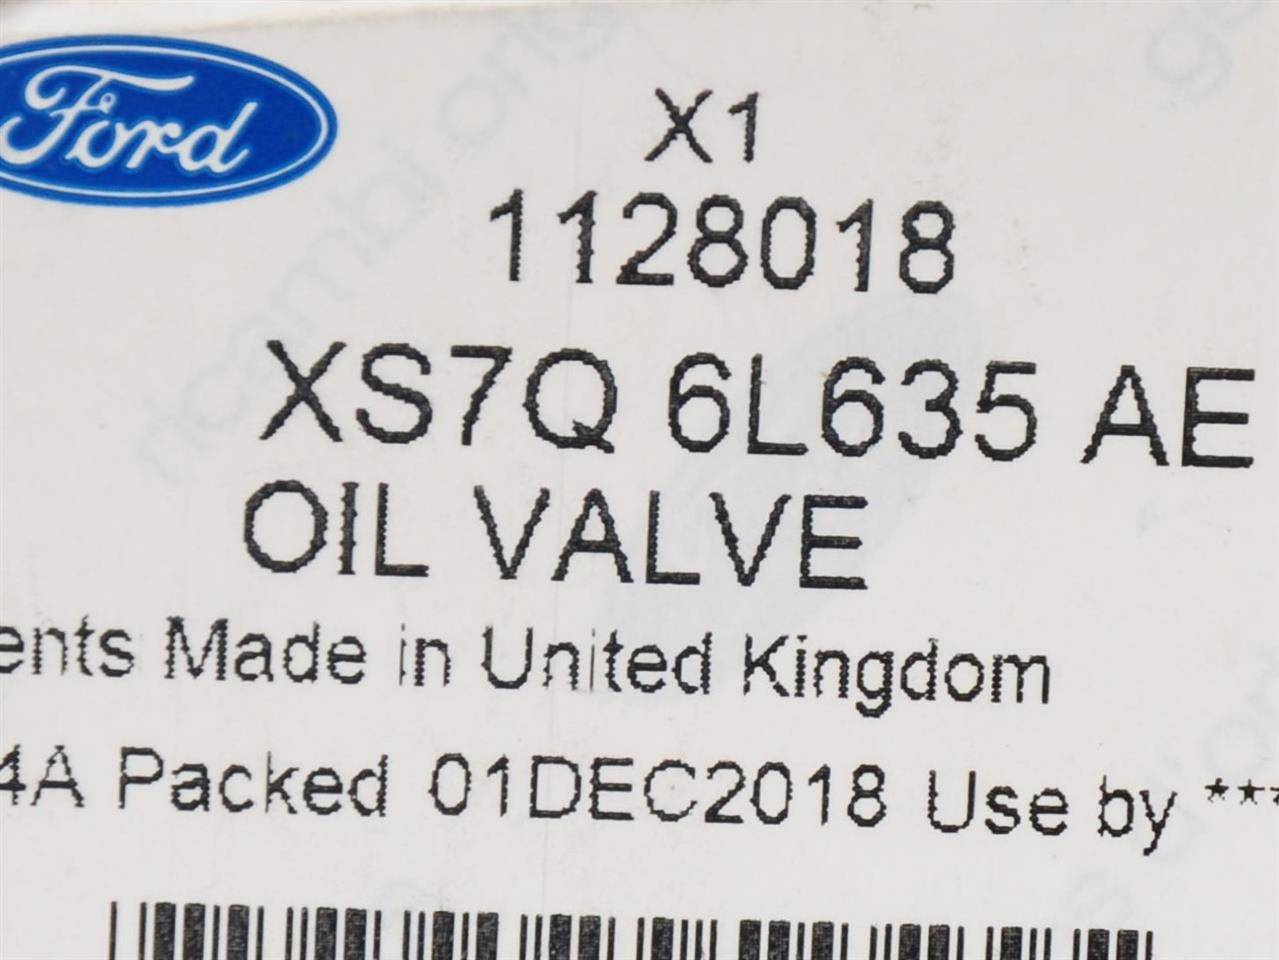 Ford
X1
1128018
XS7Q 6L635 AE
OIL VALVE
ents Made in United Kingdom
4A Packed 01DEC2018 Use by ***